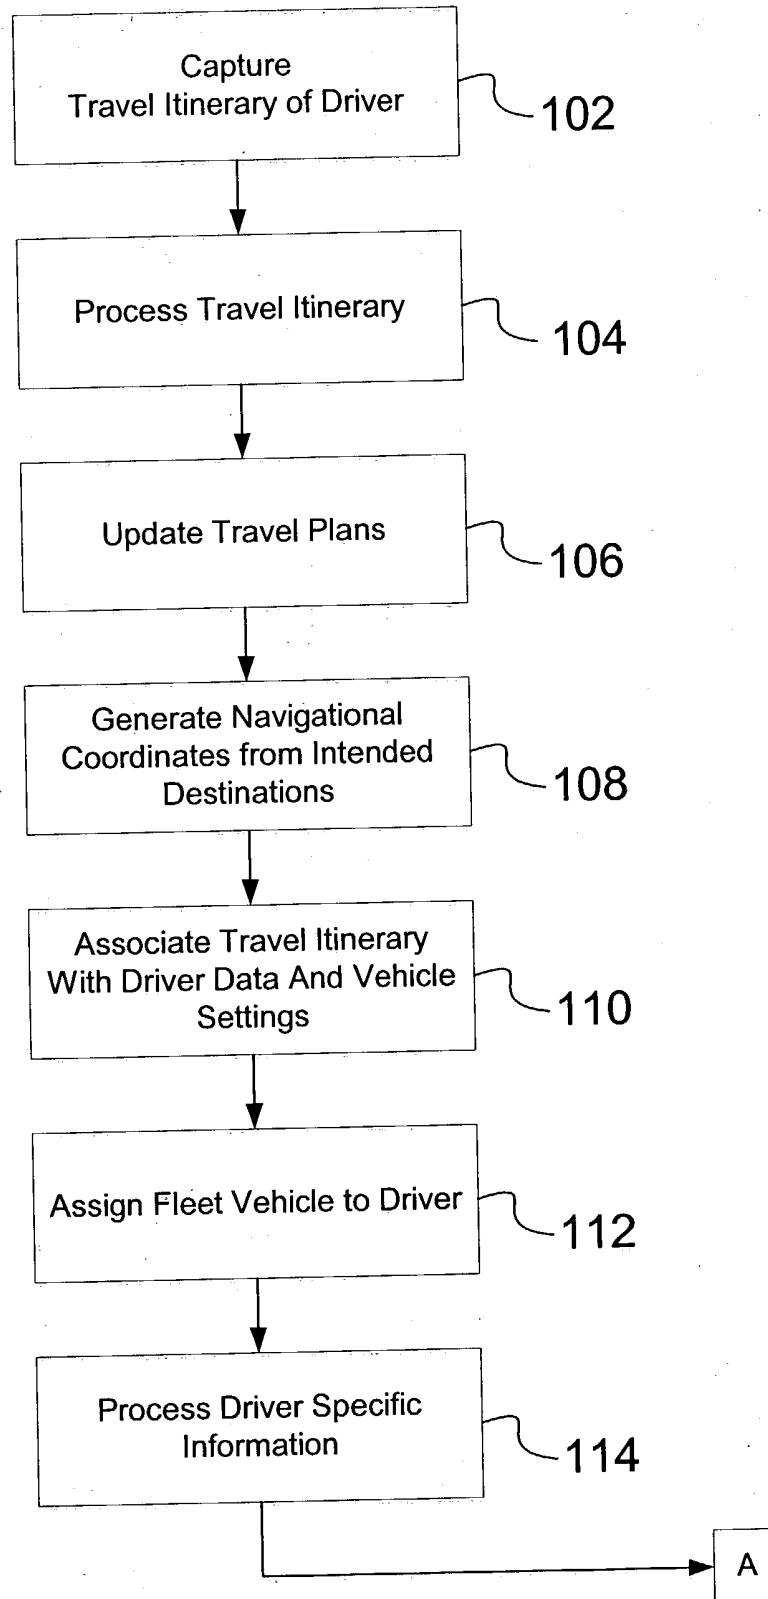 Capture
Travel Itinerary of Driver
102
Process Travel Itinerary
104
Update Travel Plans
106
Generate Navigational
Coordinates from Intended
Destinations
108
Associate Travel Itinerary
With Driver Data And Vehicle
Settings
110
Assign Fleet Vehicle to Driver
112
Process Driver Specific
Information
114
A